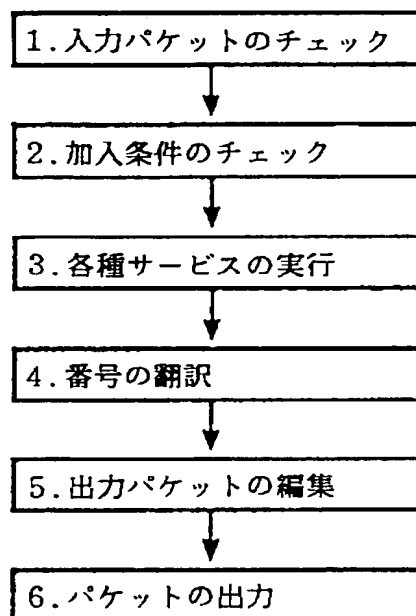 1.入力パケットのチェック
2.加入条件のチェック
3.各種サービスの実行
4.番号の翻訳
5.出力パケットの編集
6.パケットの出力